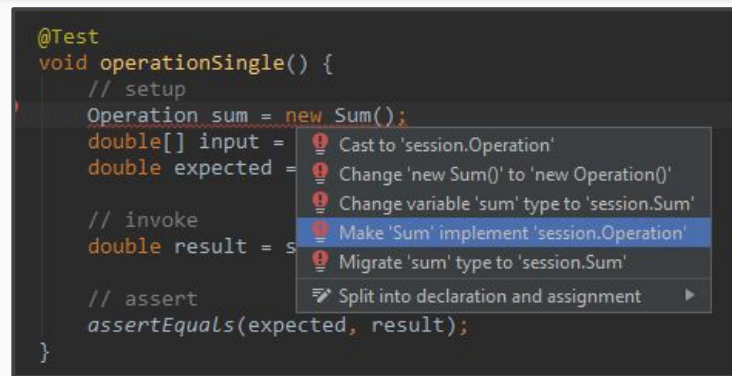 @Test
void operationSingle() {
// setup
Operation sum = new Sum();
double[] input =
double expected =
// invoke
double result = s
// assert
assertEquals(expected, result);
}
Cast to 'session.Operation'
Change 'new Sum()' to 'new Operation()'
Change variable 'sum' type to 'session.Sum'
Make 'Sum' implement 'session.Operation'
Migrate 'sum' type to 'session.Sum'
Split into declaration and assignment